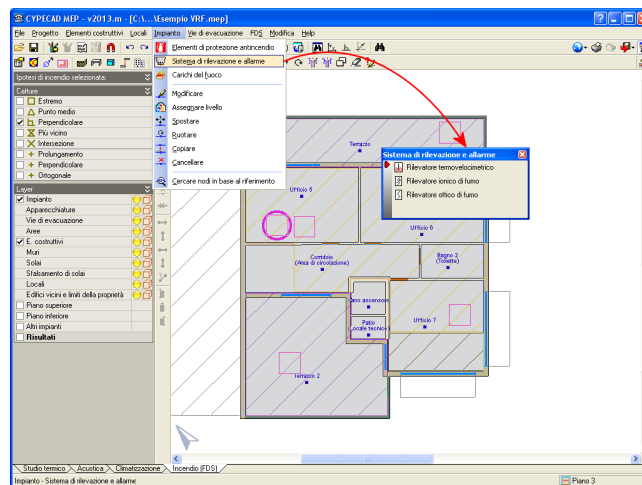 CYPECAD MEP - v2013.m - [C:\...\Esempio VRF.mep]
File Progetto Elementi costruttivi Locali Impianto Vie di evacuazione FDS Modifica Help
Elementi di protezione antincendio
Sistema di rilevazione e allarme
Carichi del fuoco
Modificare
Assegnare livello
Spostare
Ruotare
Copiare
Cancellare
Cercare nodi in base al riferimento
Ipotesi di incendio selezionata:
Catture
Estremo
Punto medio
Perpendicolare
Più vicino
Intersezione
Prolungamento
Perpendicolare
Ortogonale
Layer
Impianto
Apparecchiature
Vie di evacuazione
Aree
E. costruttivi
Muri
Solai
Sfalsamento di solai
Locali
Edifici vicini e limiti della proprietà
Piano superiore
Piano inferiore
Altri impianti
Risultati
Terrazzo
Sistema di rilevazione e allarme
Rilevatore termovelocimetrico
Rilevatore ionico di fumo
Rilevatore ottico di fumo
Ufficio 5
Ufficio 6
Corridoio
(Area di circolazione)
Bagno 2
(Toilette)
ano ascensore
Patio
(Locale tecnico)
Ufficio 7
Terrazzo 2
Studio termico Acustica Climatizzazione Incendio (FDS)
Impianto - Sistema di rilevazione e allarme
Piano 3